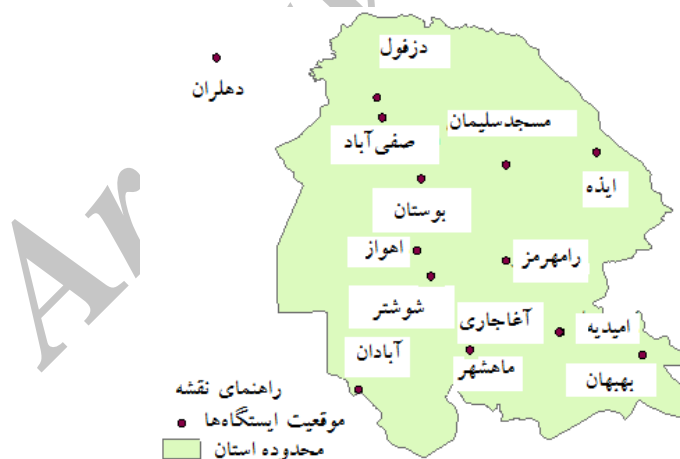 دزفول
دهلران
مسجدسلیمان
صفی‌آباد
ایذه
بوستان
اهواز
رامهرمز
شوشتر
آغاجاری
امیدیه
آبادان
ماهشهر
بهبهان
راهنمای نقشه
موقعیت ایستگاه‌ها
محدوده استان